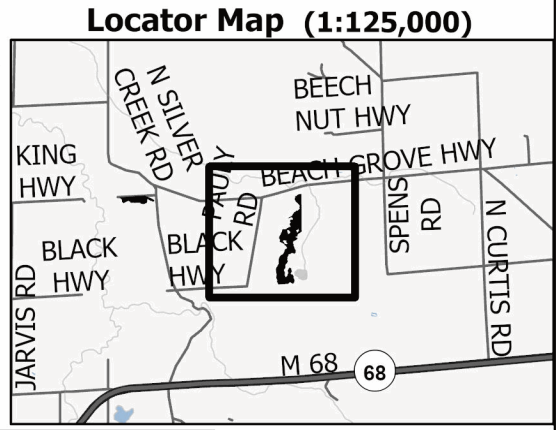 Locator Map (1:125,000)
N SILVER
CREEK RD
BEECH
NUT HWY
KING
HWY
PAULY
RD
BEACH GROVE HWY
SPENS
RD
N CURTIS RD
BLACK
HWY
BLACK
HWY
JARVIS RD
M 68
68